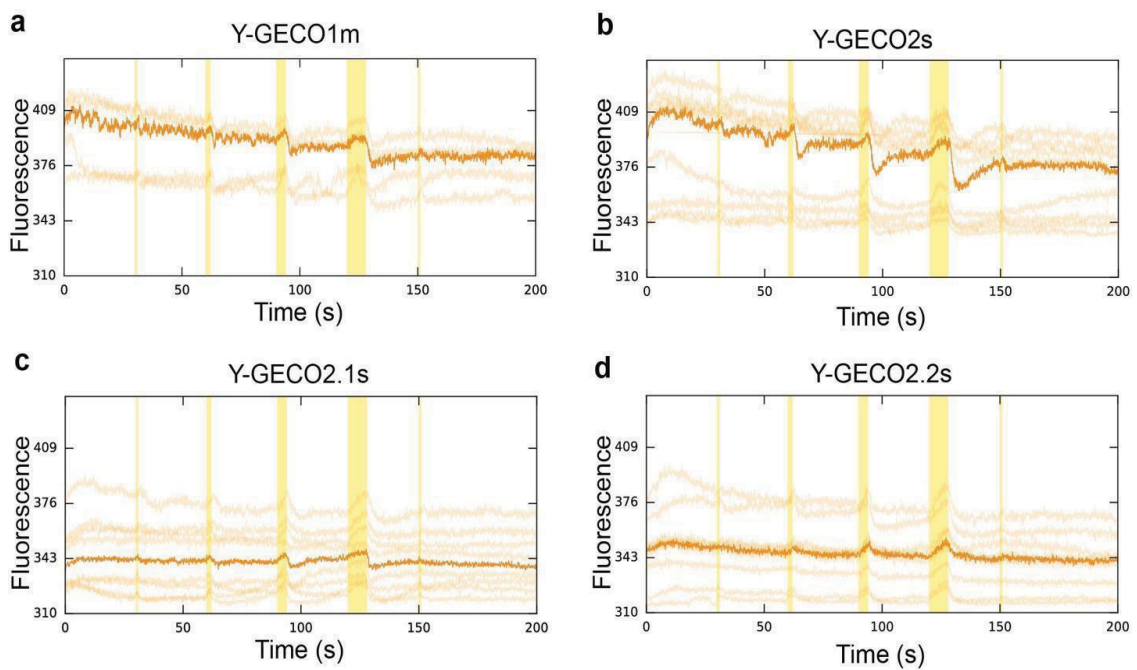 a
Y-GECO1m
Fluorescence
409
376
343
310
0
50
100
150
200
Time (s)
b
Y-GECO2s
Fluorescence
409
376
343
310
0
50
100
150
200
Time (s)
c
Y-GECO2.1s
Fluorescence
409
376
343
310
0
50
100
150
200
Time (s)
d
Y-GECO2.2s
Fluorescence
409
376
343
310
0
50
100
150
200
Time (s)